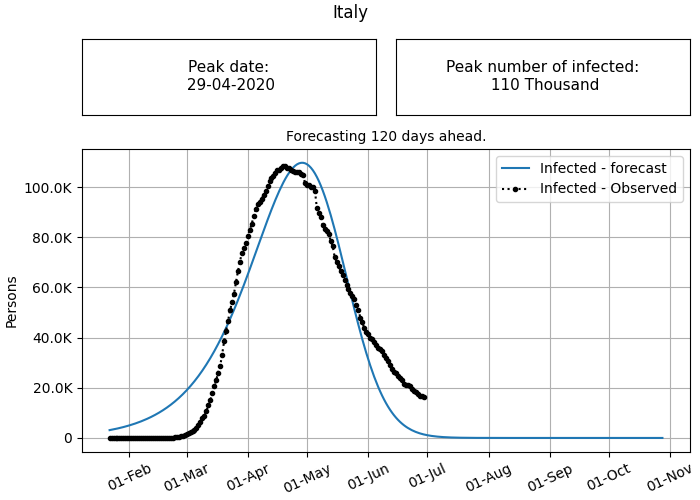 Italy
Peak date:
29-04-2020
Peak number of infected:
110 Thousand
Forecasting 120 days ahead.
Infected - forecast
Infected - Observed
Persons
100.0K
80.0K
60.0K
40.0K
20.0K
0
01-Feb
01-Mar
01-Apr
01-May
01-Jun
01-Jul
01-Aug
01-Sep
01-Oct
01-Nov